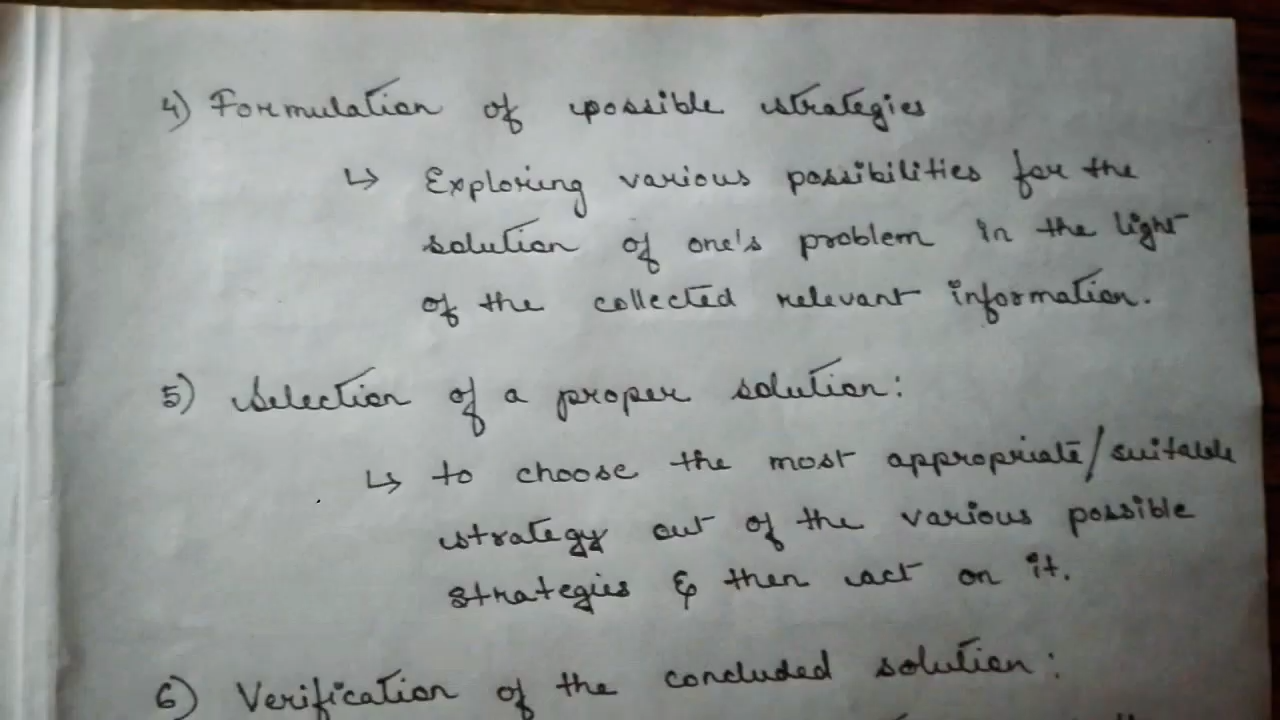 4) Formulation of possible strategies
↳ Exploring various possibilities for the
solution of one's problem in the light
of the collected relevant information.
5) Selection of a proper solution:
↳ to choose the most appropriate/suitable
strategy out of the various possible
strategies & then act on it.
6) Verification of the concluded solution: